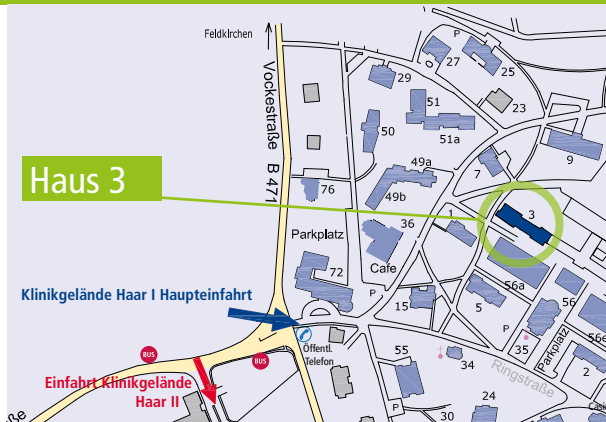 Feldkirchen
P
27
25
29
Vockestraße B 471
51
23
50
51a
9
49a
7
Haus 3
76
49b
3
36
1
Parkplatz
Cafe
72
56a
Klinikgelände Haar I Haupteinfahrt
P
15
5
56
P
Öffentl.
Telefon
BUS
BUS
35
Parkplatz
56e
55
34
Einfahrt Klinikgelände
Haar II
Ringstraße
2
24
P
30
ße